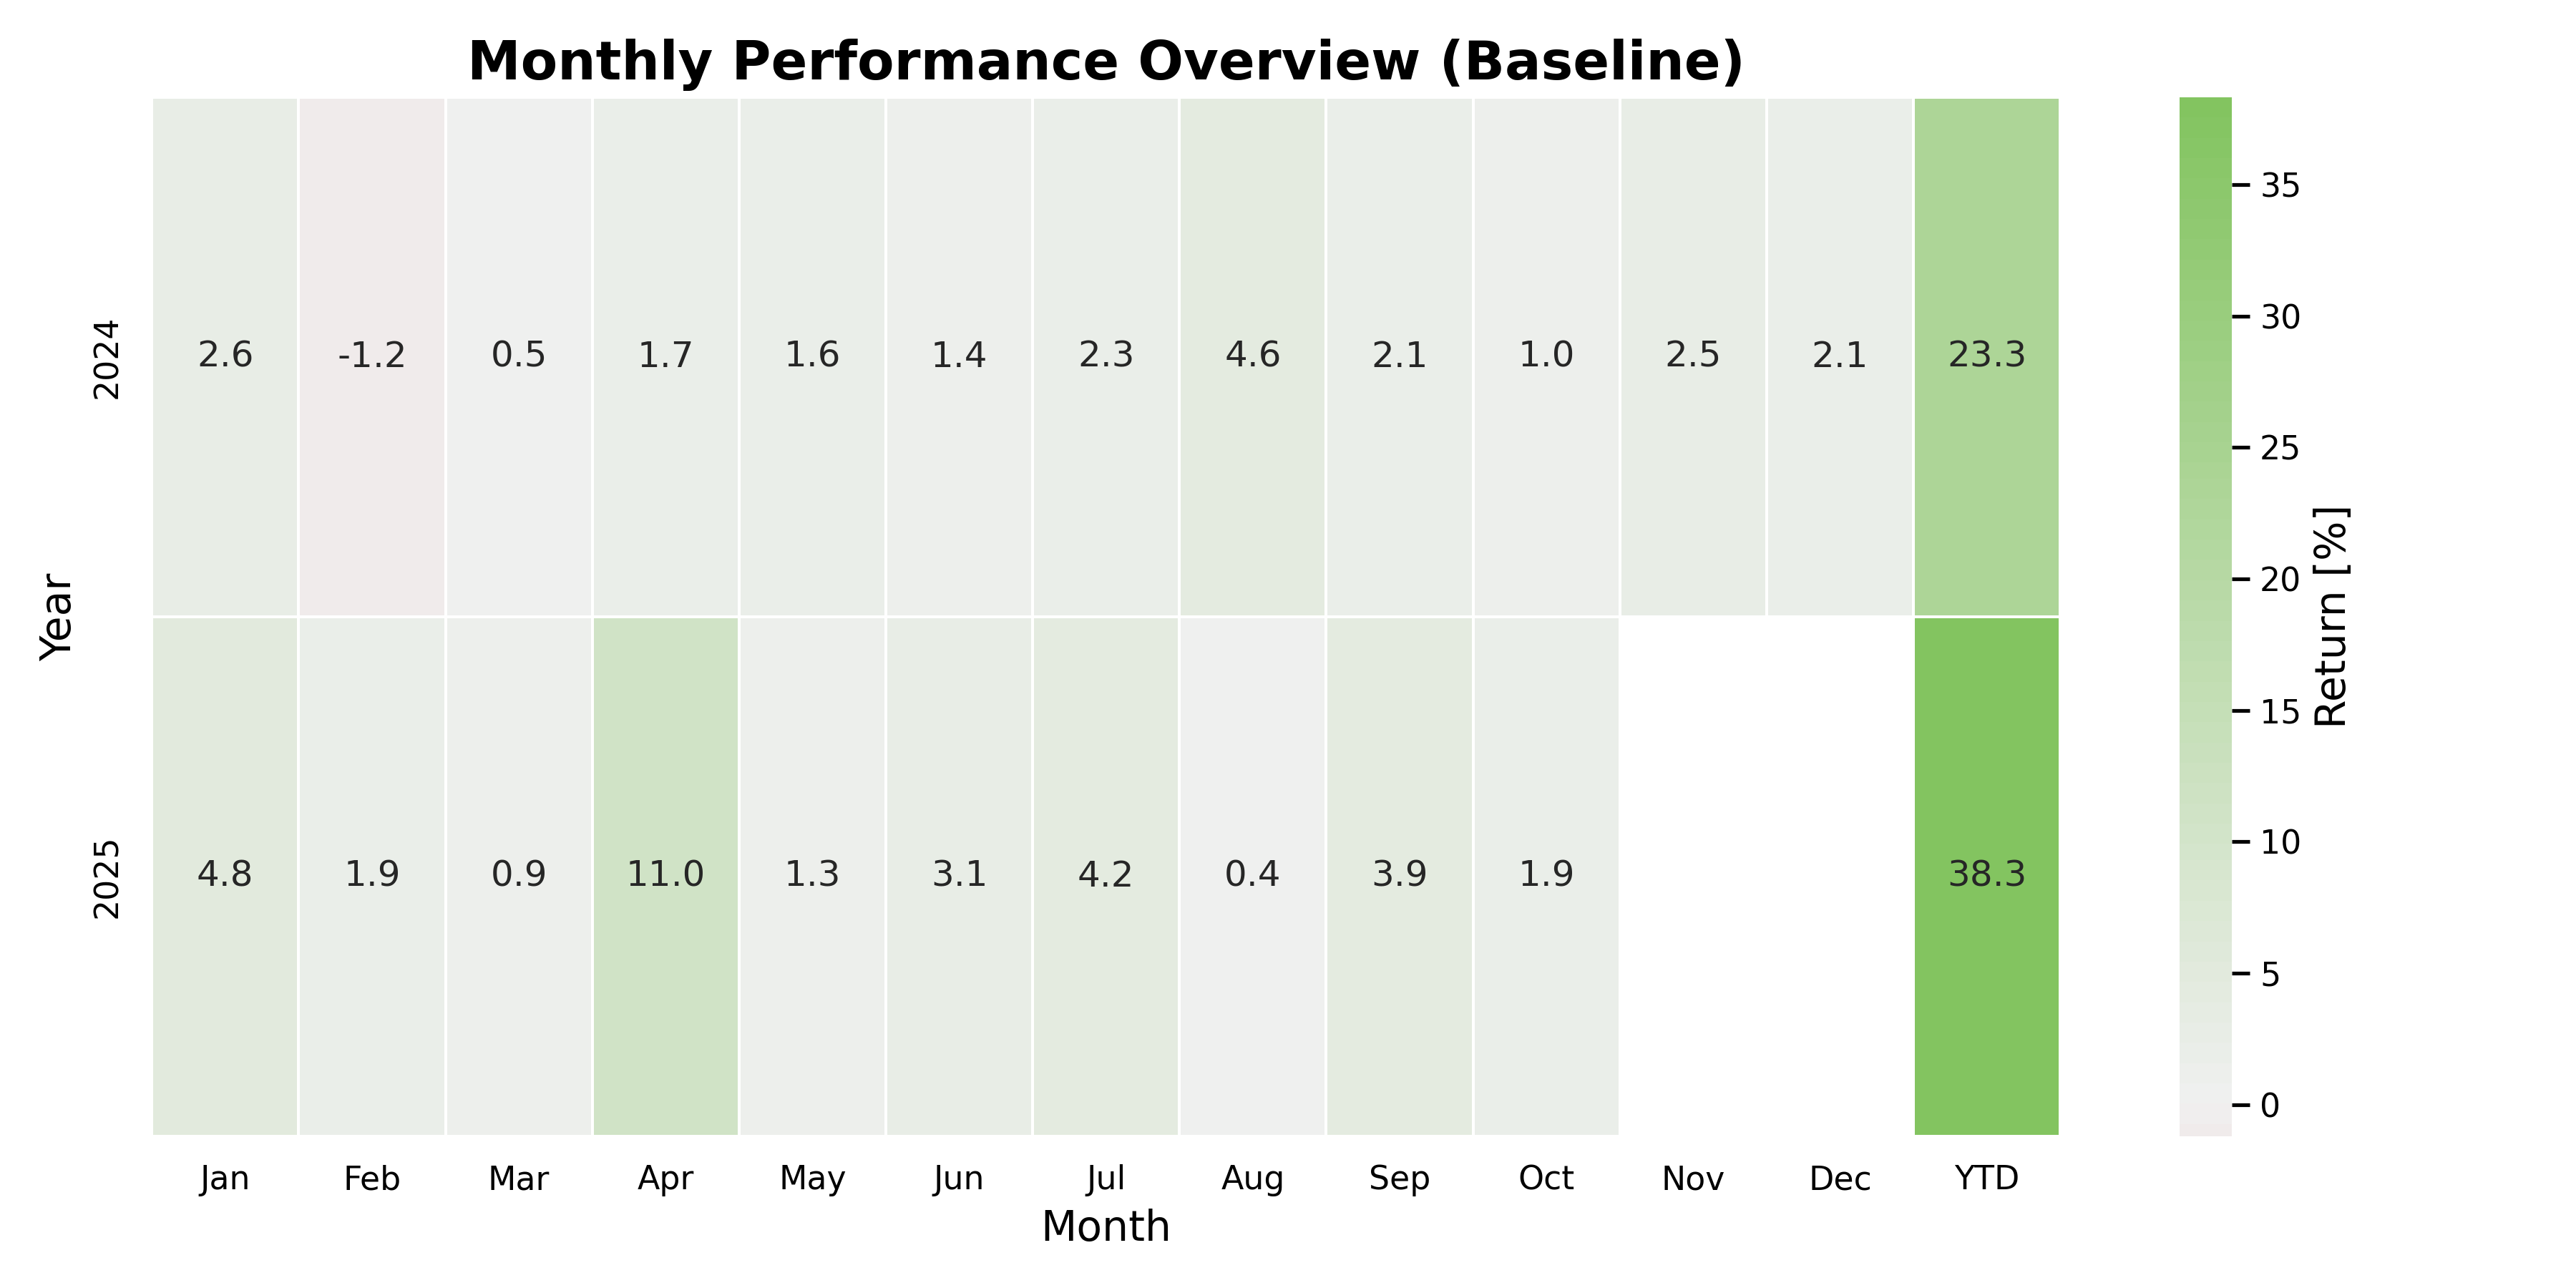 Monthly Performance Overview (Baseline)
Year
2024
2.6 -1.2 0.5 1.7 1.6 1.4 2.3 4.6 2.1 1.0 2.5 2.1 23.3
2025
4.8 1.9 0.9 11.0 1.3 3.1 4.2 0.4 3.9 1.9 38.3
Jan Feb Mar Apr May Jun Jul Aug Sep Oct Nov Dec YTD
Month
35
30
25
20
15
10
5
0
Return [%]